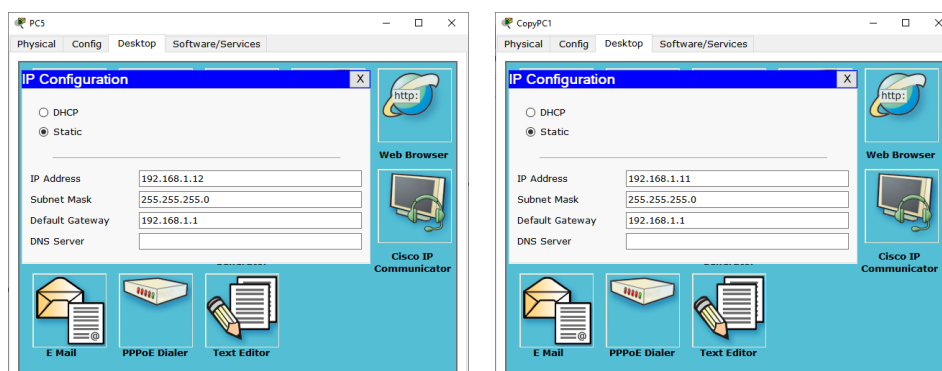 PC5
Physical Config Desktop Software/Services
IP Configuration X
http:
DHCP
Static
Web Browser
IP Address 192.168.1.12
Subnet Mask 255.255.255.0
Default Gateway 192.168.1.1
DNS Server
Cisco IP
Communicator
@
E Mail PPPoE Dialer Text Editor
CopyPC1
Physical Config Desktop Software/Services
IP Configuration X
http:
DHCP
Static
Web Browser
IP Address 192.168.1.11
Subnet Mask 255.255.255.0
Default Gateway 192.168.1.1
DNS Server
Cisco IP
Communicator
@
E Mail PPPoE Dialer Text Editor